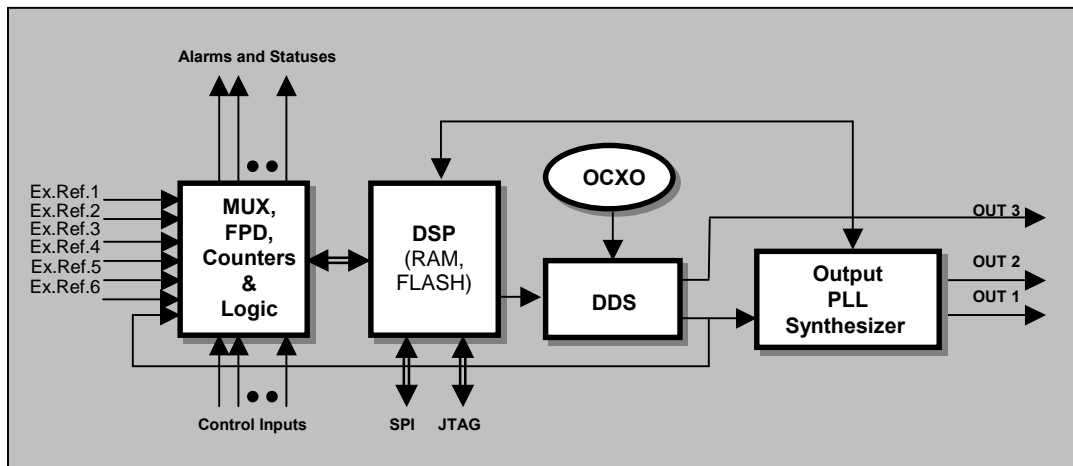 Alarms and Statuses
Ex.Ref.1
Ex.Ref.2
Ex.Ref.3
Ex.Ref.4
Ex.Ref.5
Ex.Ref.6
MUX,
FPD,
Counters
&
Logic
DSP
(RAM,
FLASH)
OCXO
DDS
Output
PLL
Synthesizer
OUT 3
OUT 2
OUT 1
Control Inputs
SPI
JTAG